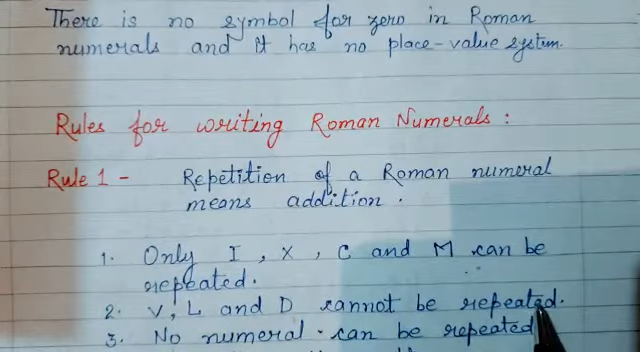 There is no symbol for zero in Roman
numerals and it has no place-value system.
Rules for writing Roman Numerals :
Rule 1 - Repetition of a Roman numeral
means addition.
1. Only I, X, C and M can be
repeated.
2. V, L and D cannot be repeated.
3. No numeral can be repeated